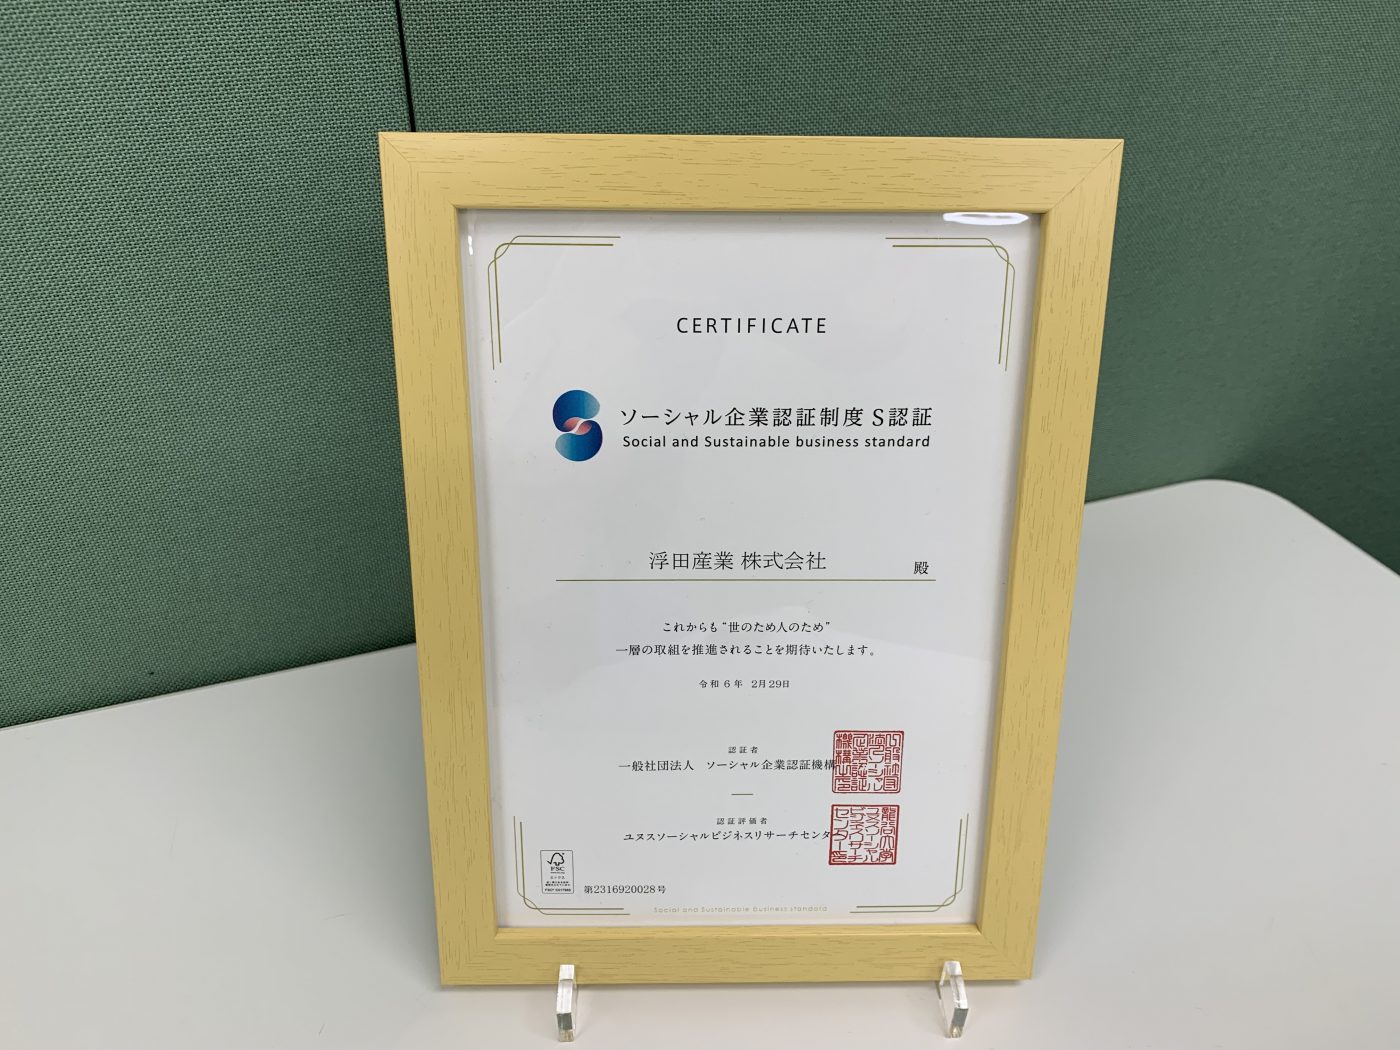 CERTIFICATE
ソーシャル企業認証制度 S認証
Social and Sustainable business standard
浮田産業 株式会社 殿
これからも“世のため人のため”
一層の取組を推進されることを期待いたします。
令和 6 年 2月29日
認証者
一般社団法人 ソーシャル企業認証機構
認証評価者
ユヌスソーシャルビジネスリサーチセンター
FSC
ミックス
第2316920028号
Social and Sustainable business standard